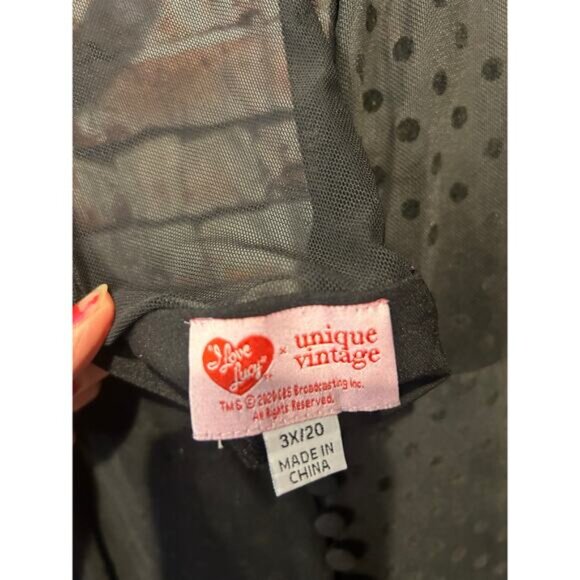 "I Love
Lucy"
×
unique
vintage
TM& © 2020 CBS Broadcasting Inc.
All Rights Reserved.
3X/20
MADE IN
CHINA